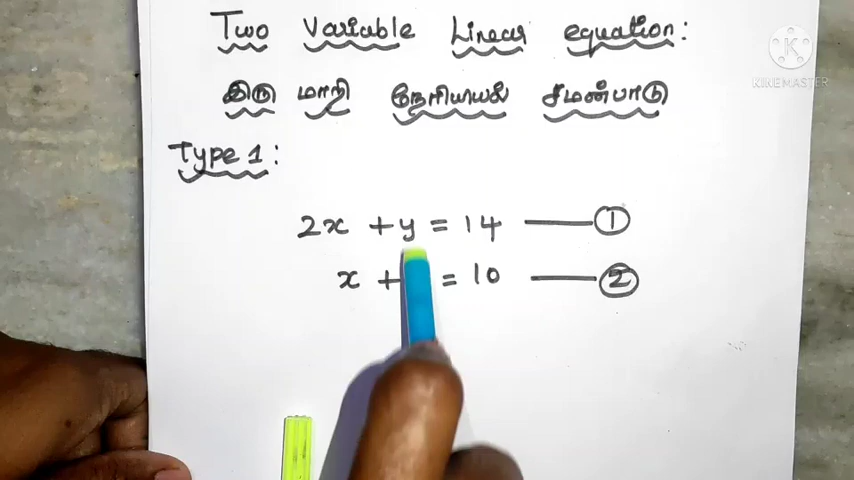 Two Variable Linear equation:
இரு மாறி நேரியியல் சமன்பாடு
Type 1:
2x + y = 14 ——— ①
x + = 10 ——— ②
K
KINEMASTER